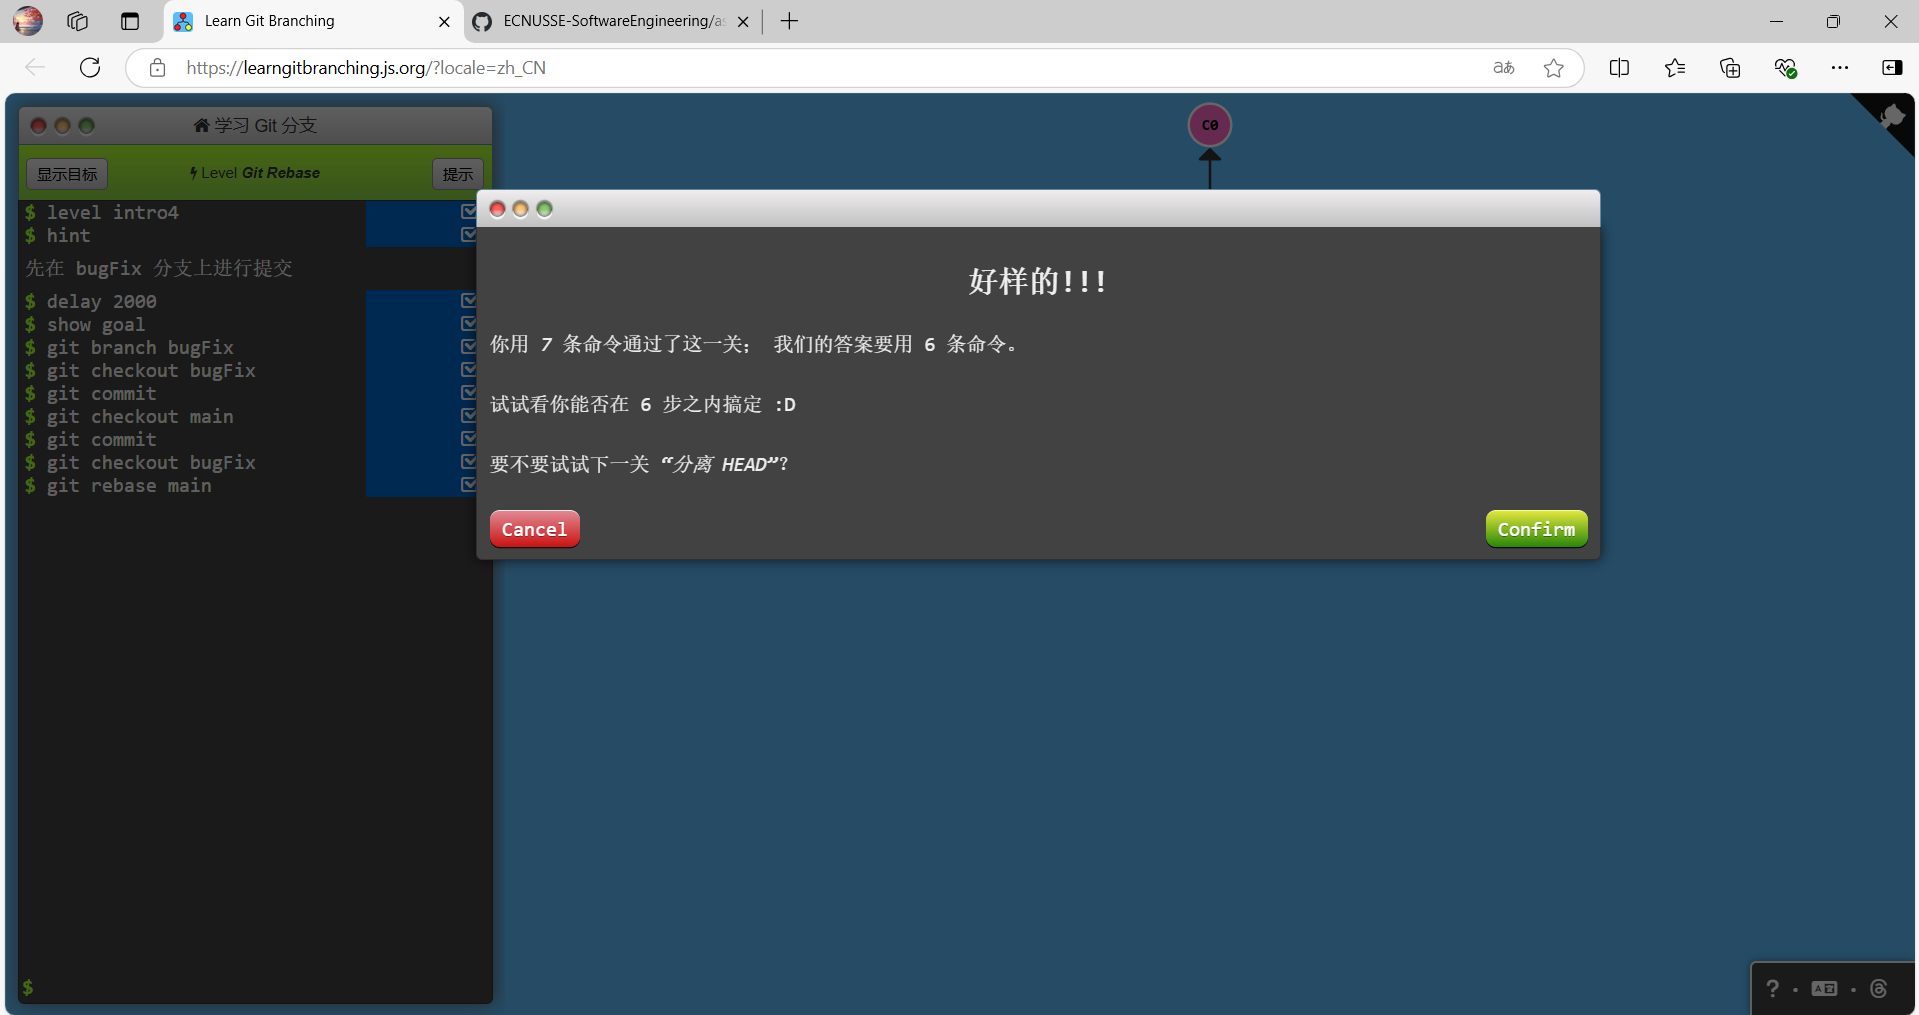 Learn Git Branching
ECNUSSE-SoftwareEngineering/as
https://learngitbranching.js.org/?locale=zh_CN
aあ
学习 Git 分支
显示目标
Level Git Rebase
提示
$ level intro4
$ hint
先在 bugFix 分支上进行提交
$ delay 2000
$ show goal
$ git branch bugFix
$ git checkout bugFix
$ git commit
$ git checkout main
$ git commit
$ git checkout bugFix
$ git rebase main
$
C0
好样的!!!
你用 7 条命令通过了这一关； 我们的答案要用 6 条命令。
试试看你能否在 6 步之内搞定 :D
要不要试试下一关 “分离 HEAD”？
Cancel
Confirm
?